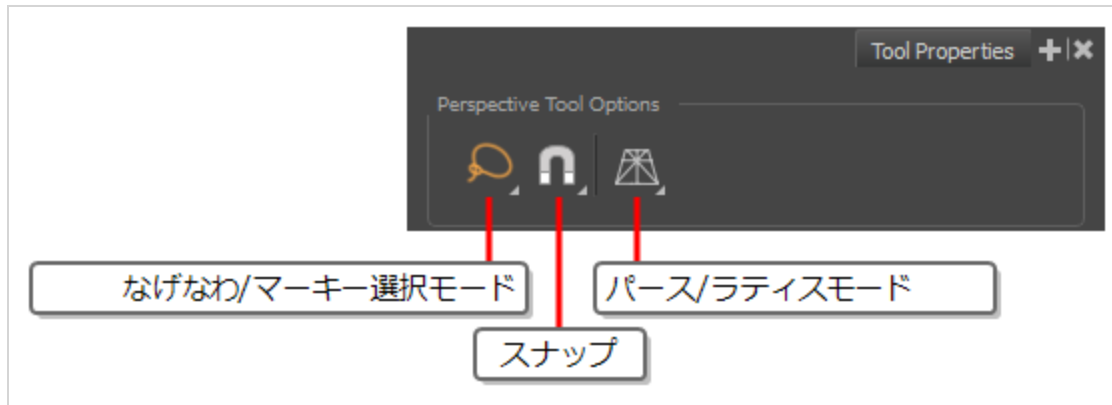 Tool Properties
Perspective Tool Options
なげなわ/マーキー選択モード
パース/ラティスモード
スナップ